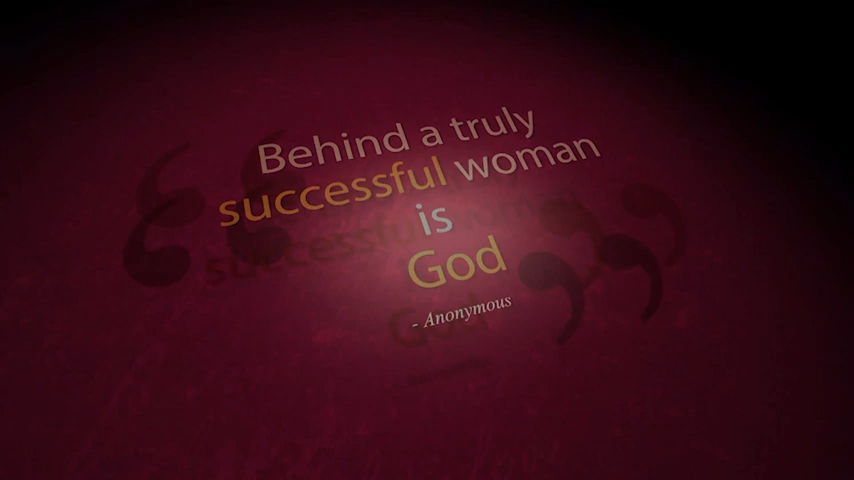 Behind a truly
successful woman
is
God
- Anonymous